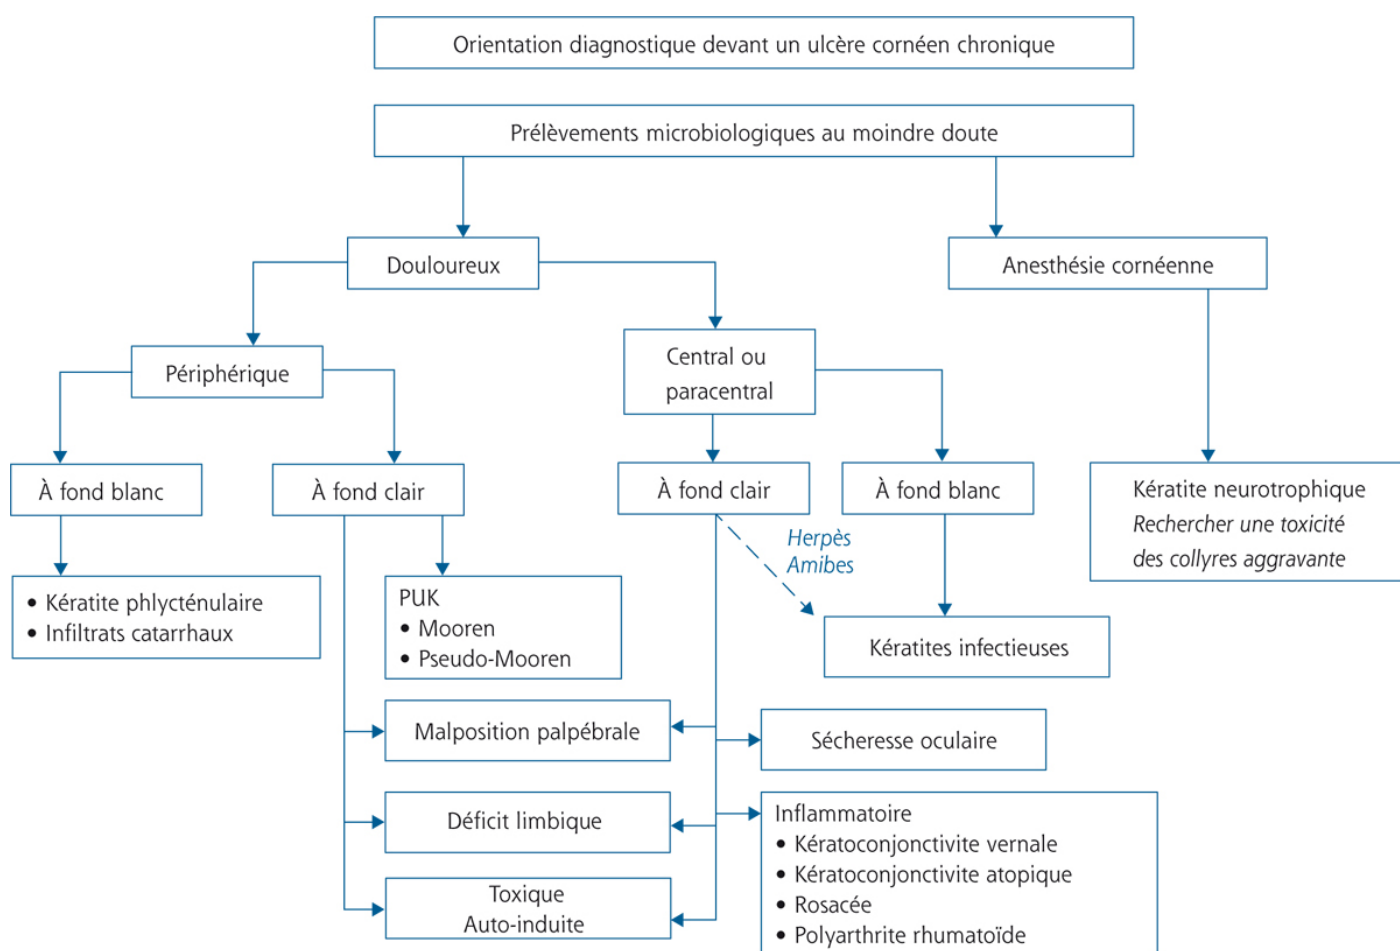 Orientation diagnostique devant un ulcère cornéen chronique
Prélèvements microbiologiques au moindre doute
Douloureux
Anesthésie cornéenne
Périphérique
Central ou
paracentral
À fond blanc
À fond clair
À fond clair
À fond blanc
Kératite neurotrophique
Rechercher une toxicité
des collyres aggravante
Herpès
Amibes
• Kératite phlycténulaire
• Infiltrats catarrhaux
PUK
• Mooren
• Pseudo-Mooren
Kératites infectieuses
Malposition palpébrale
Sécheresse oculaire
Déficit limbique
Inflammatoire
• Kératoconjonctivite vernale
• Kératoconjonctivite atopique
• Rosacée
• Polyarthrite rhumatoïde
Toxique
Auto-induite